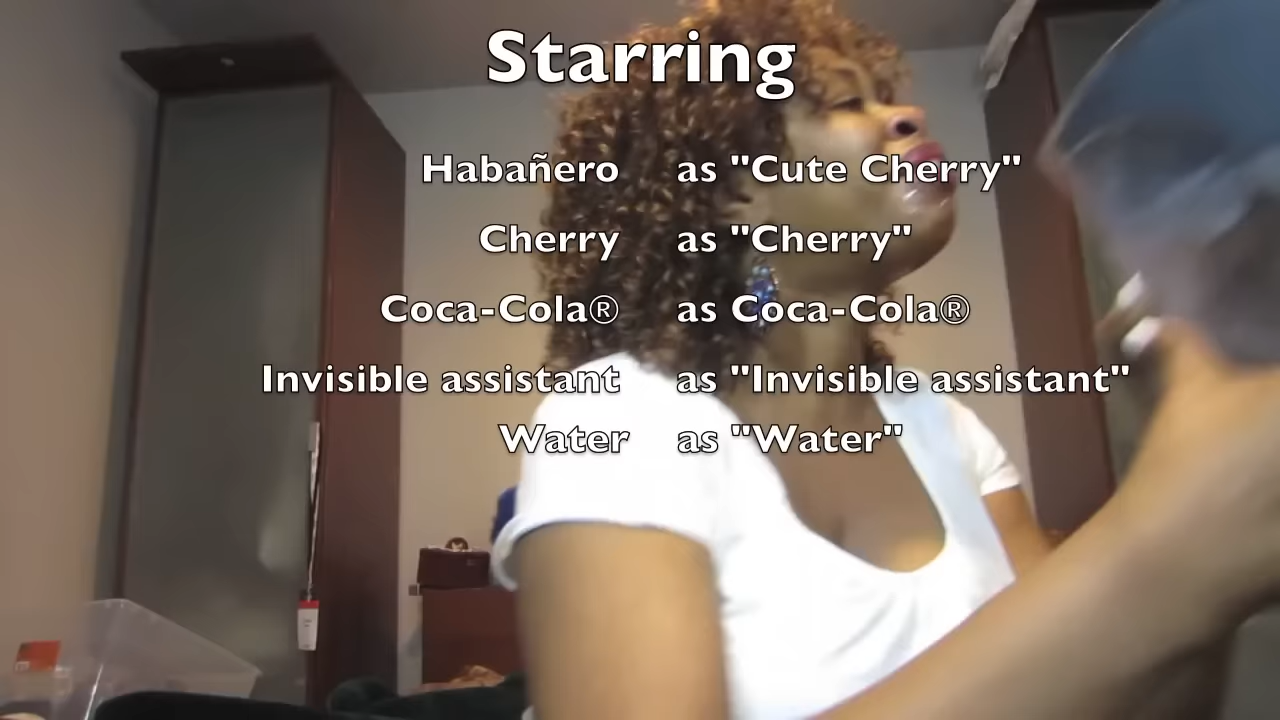 Starring
Habañero as "Cute Cherry"
Cherry as "Cherry"
Coca-Cola® as Coca-Cola®
Invisible assistant as "Invisible assistant"
Water as "Water"